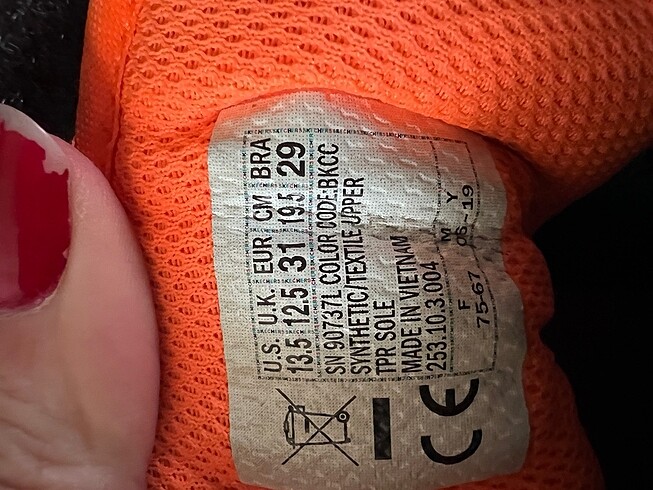 U.S. U.K. EUR CM BRA
13.5 12.5 31 19.5 29
SN 90737L COLOR CODE:BKCC
SYNTHETIC/TEXTILE UPPER
TPR SOLE
MADE IN VIETNAM
253.10.3.004
M Y
06~19
F
75-67
CE